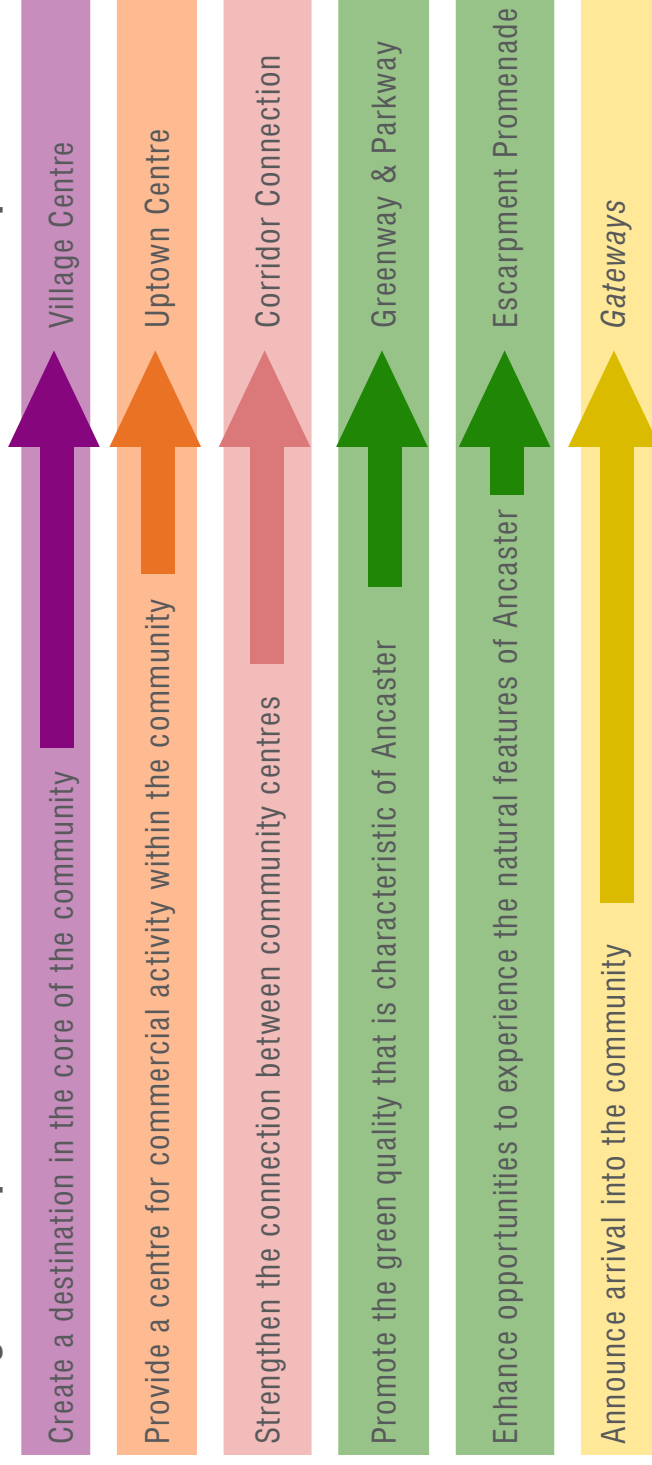 Create a destination in the core of the community Village Centre
Provide a centre for commercial activity within the community Uptown Centre
Strengthen the connection between community centres Corridor Connection
Promote the green quality that is characteristic of Ancaster Greenway & Parkway
Enhance opportunities to experience the natural features of Ancaster Escarpment Promenade
Announce arrival into the community Gateways